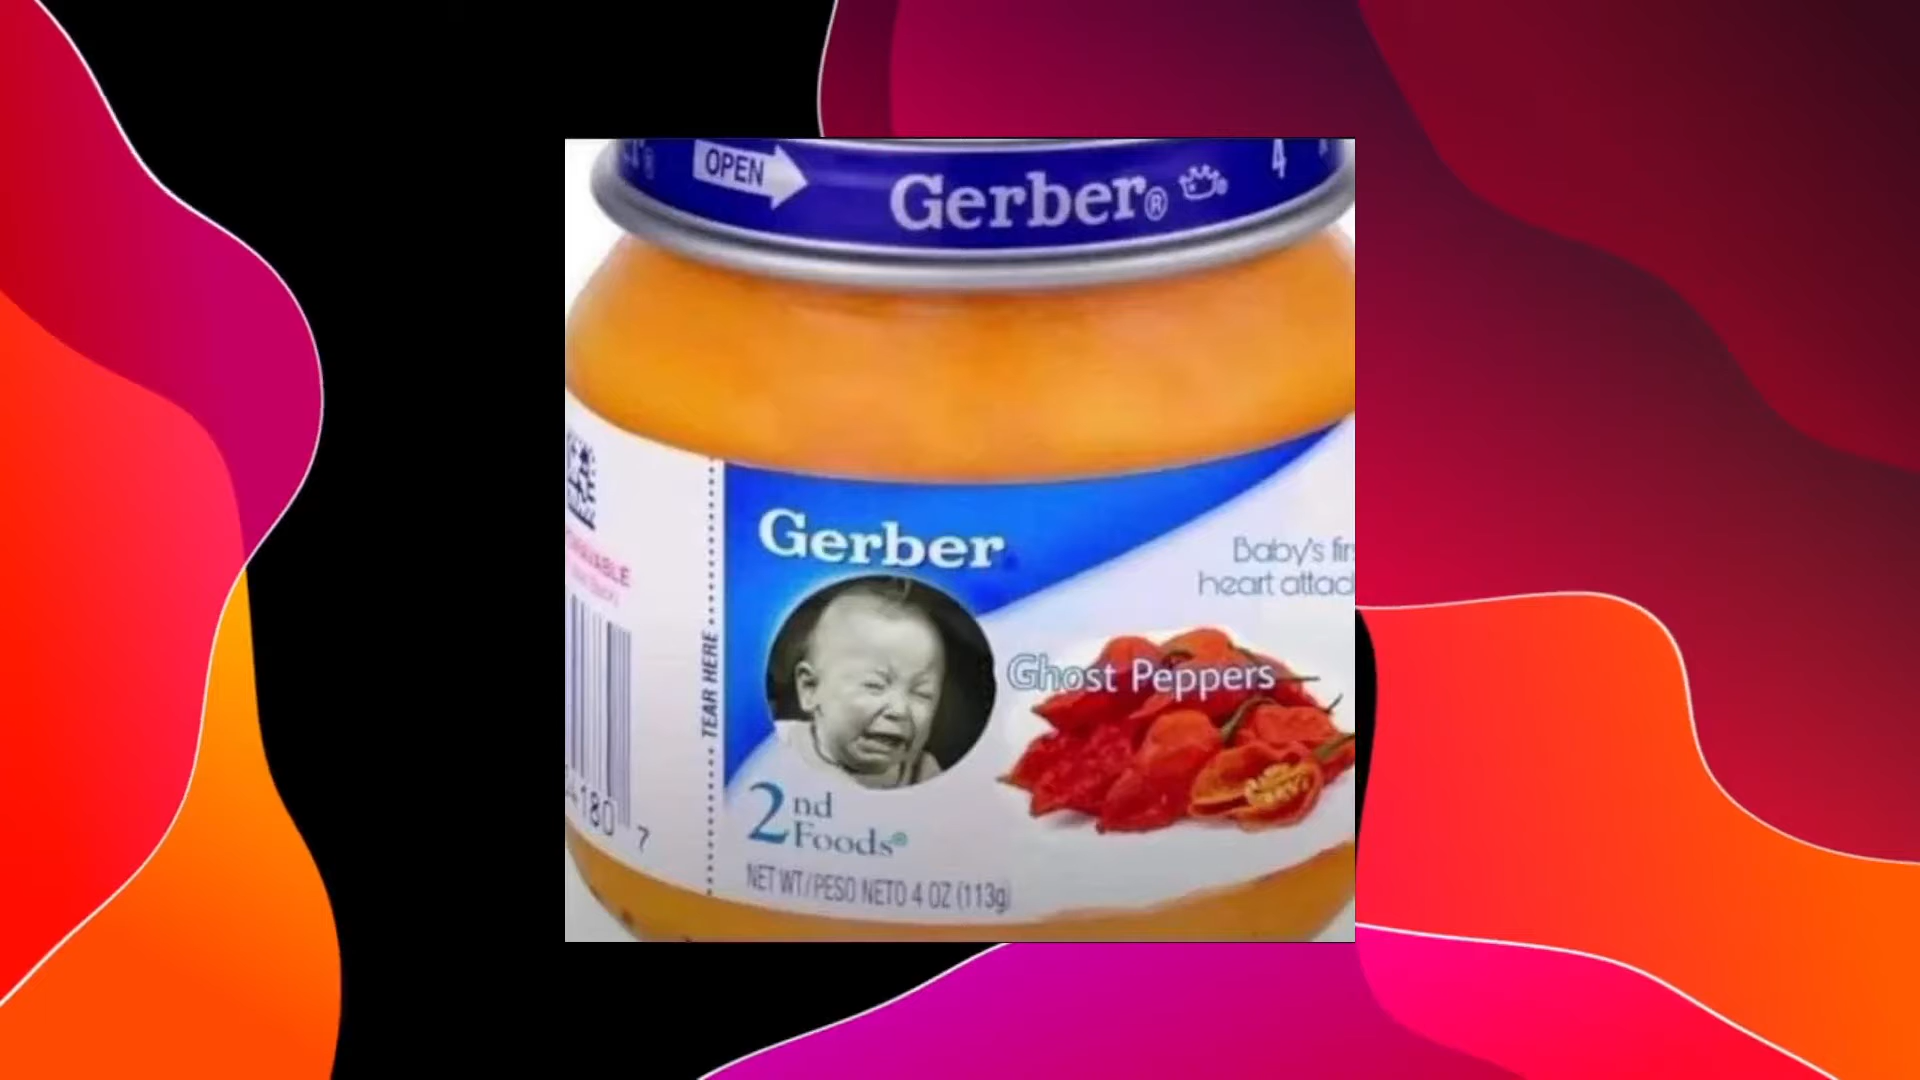 OPEN
Gerber®
4
Gerber
Baby's fir
heart attac
Ghost Peppers
TEAR HERE
2nd
Foods®
4180 7
NET WT/PESO NETO 4 OZ (113g)